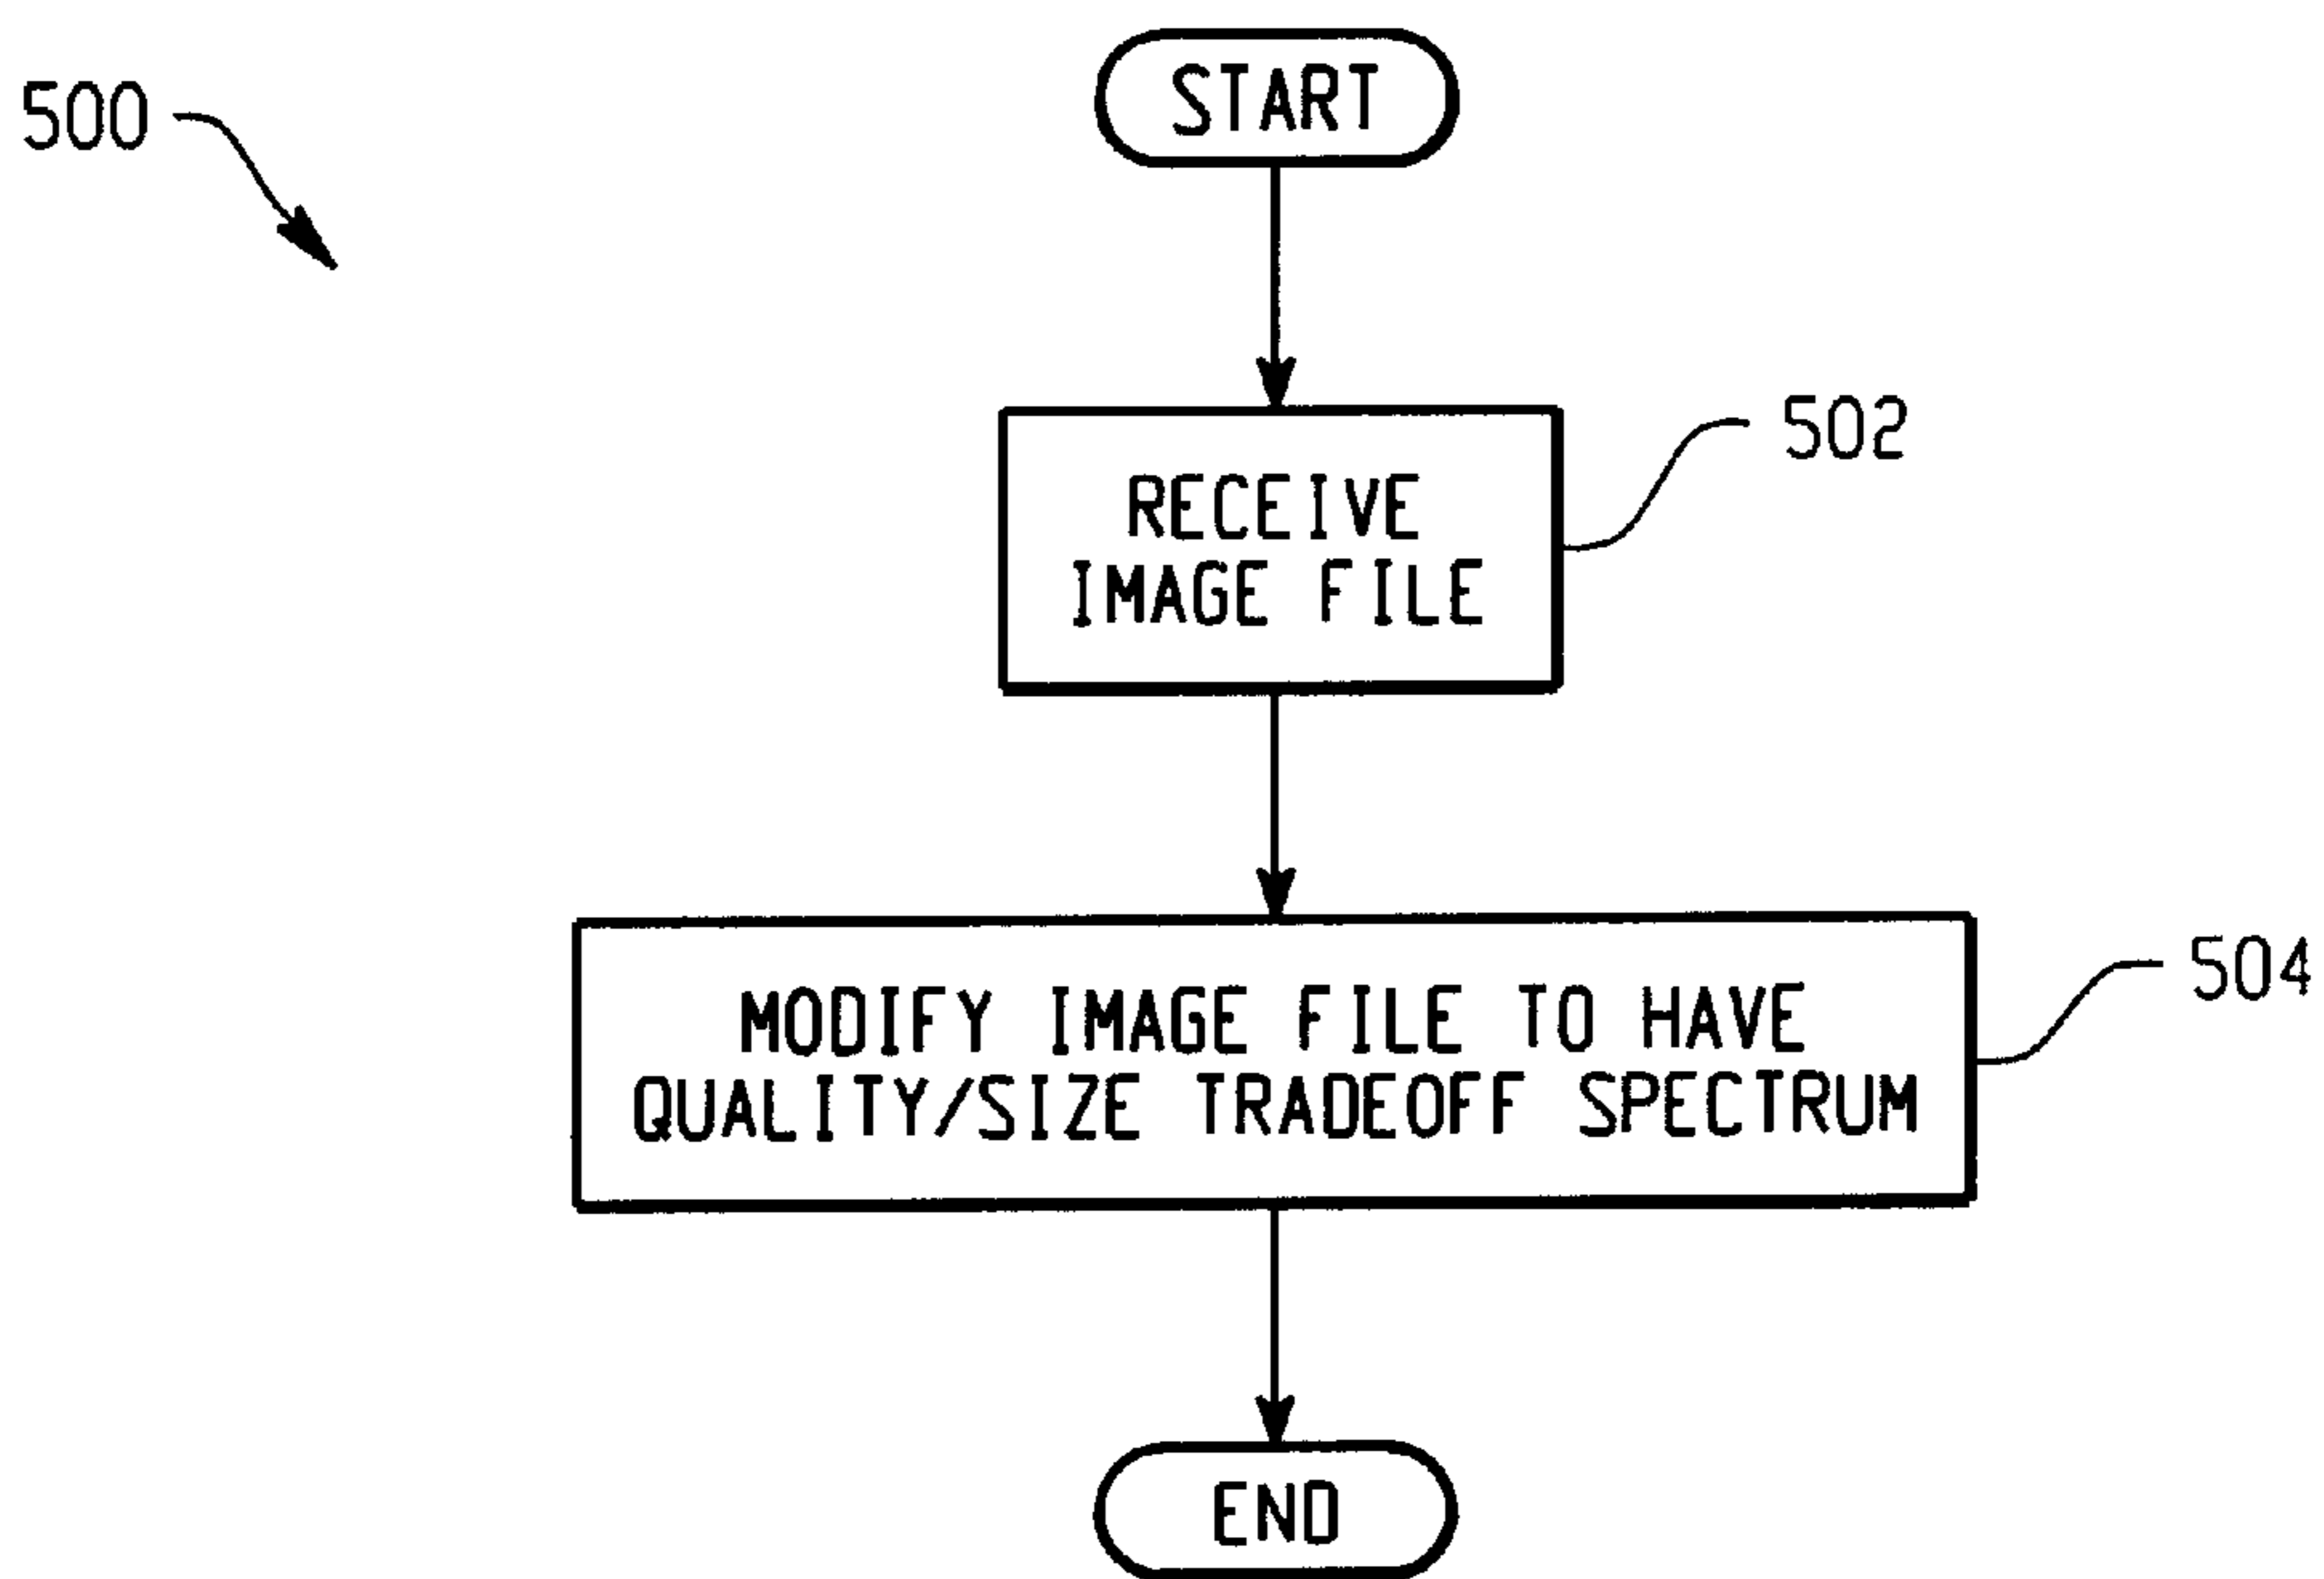 500
START
502
RECEIVE
IMAGE FILE
504
MODIFY IMAGE FILE TO HAVE
QUALITY/SIZE TRADEOFF SPECTRUM
END